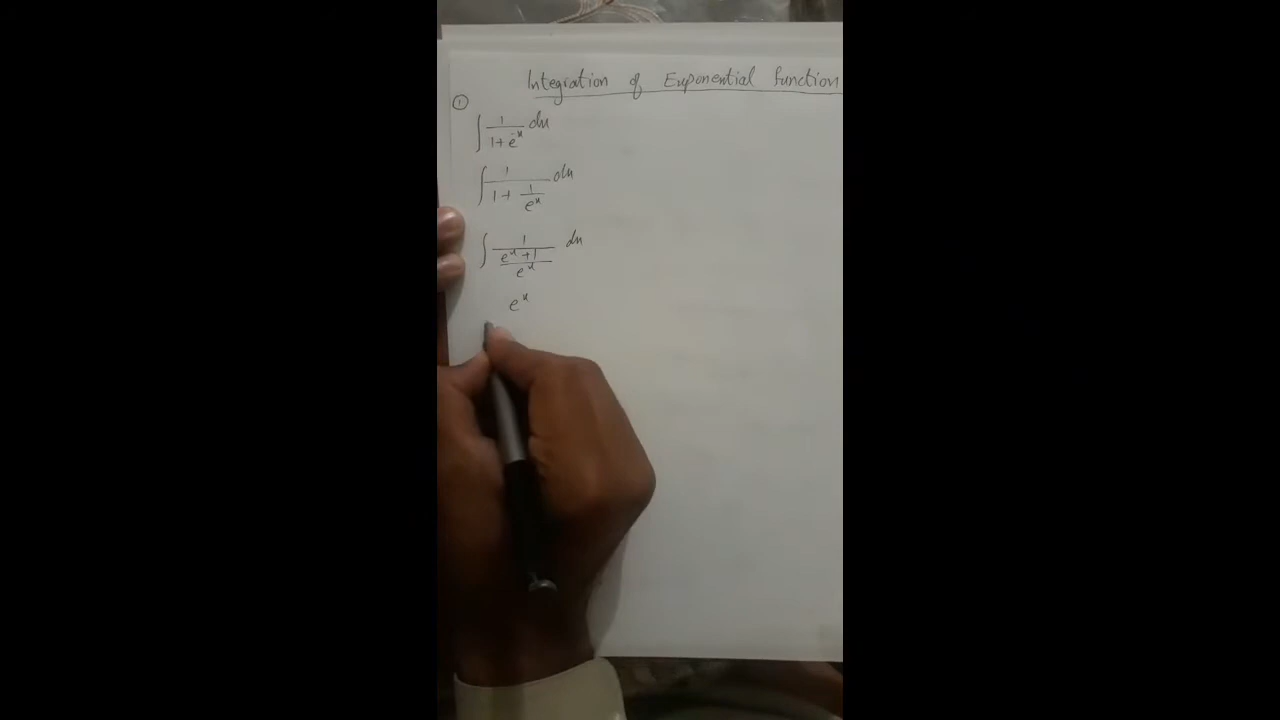 Integration of Exponential function
①
∫ 1/(1+e^-x) dx
∫ 1/(1+ 1/e^x) dx
∫ 1/((e^x+1)/e^x) dx
e^x